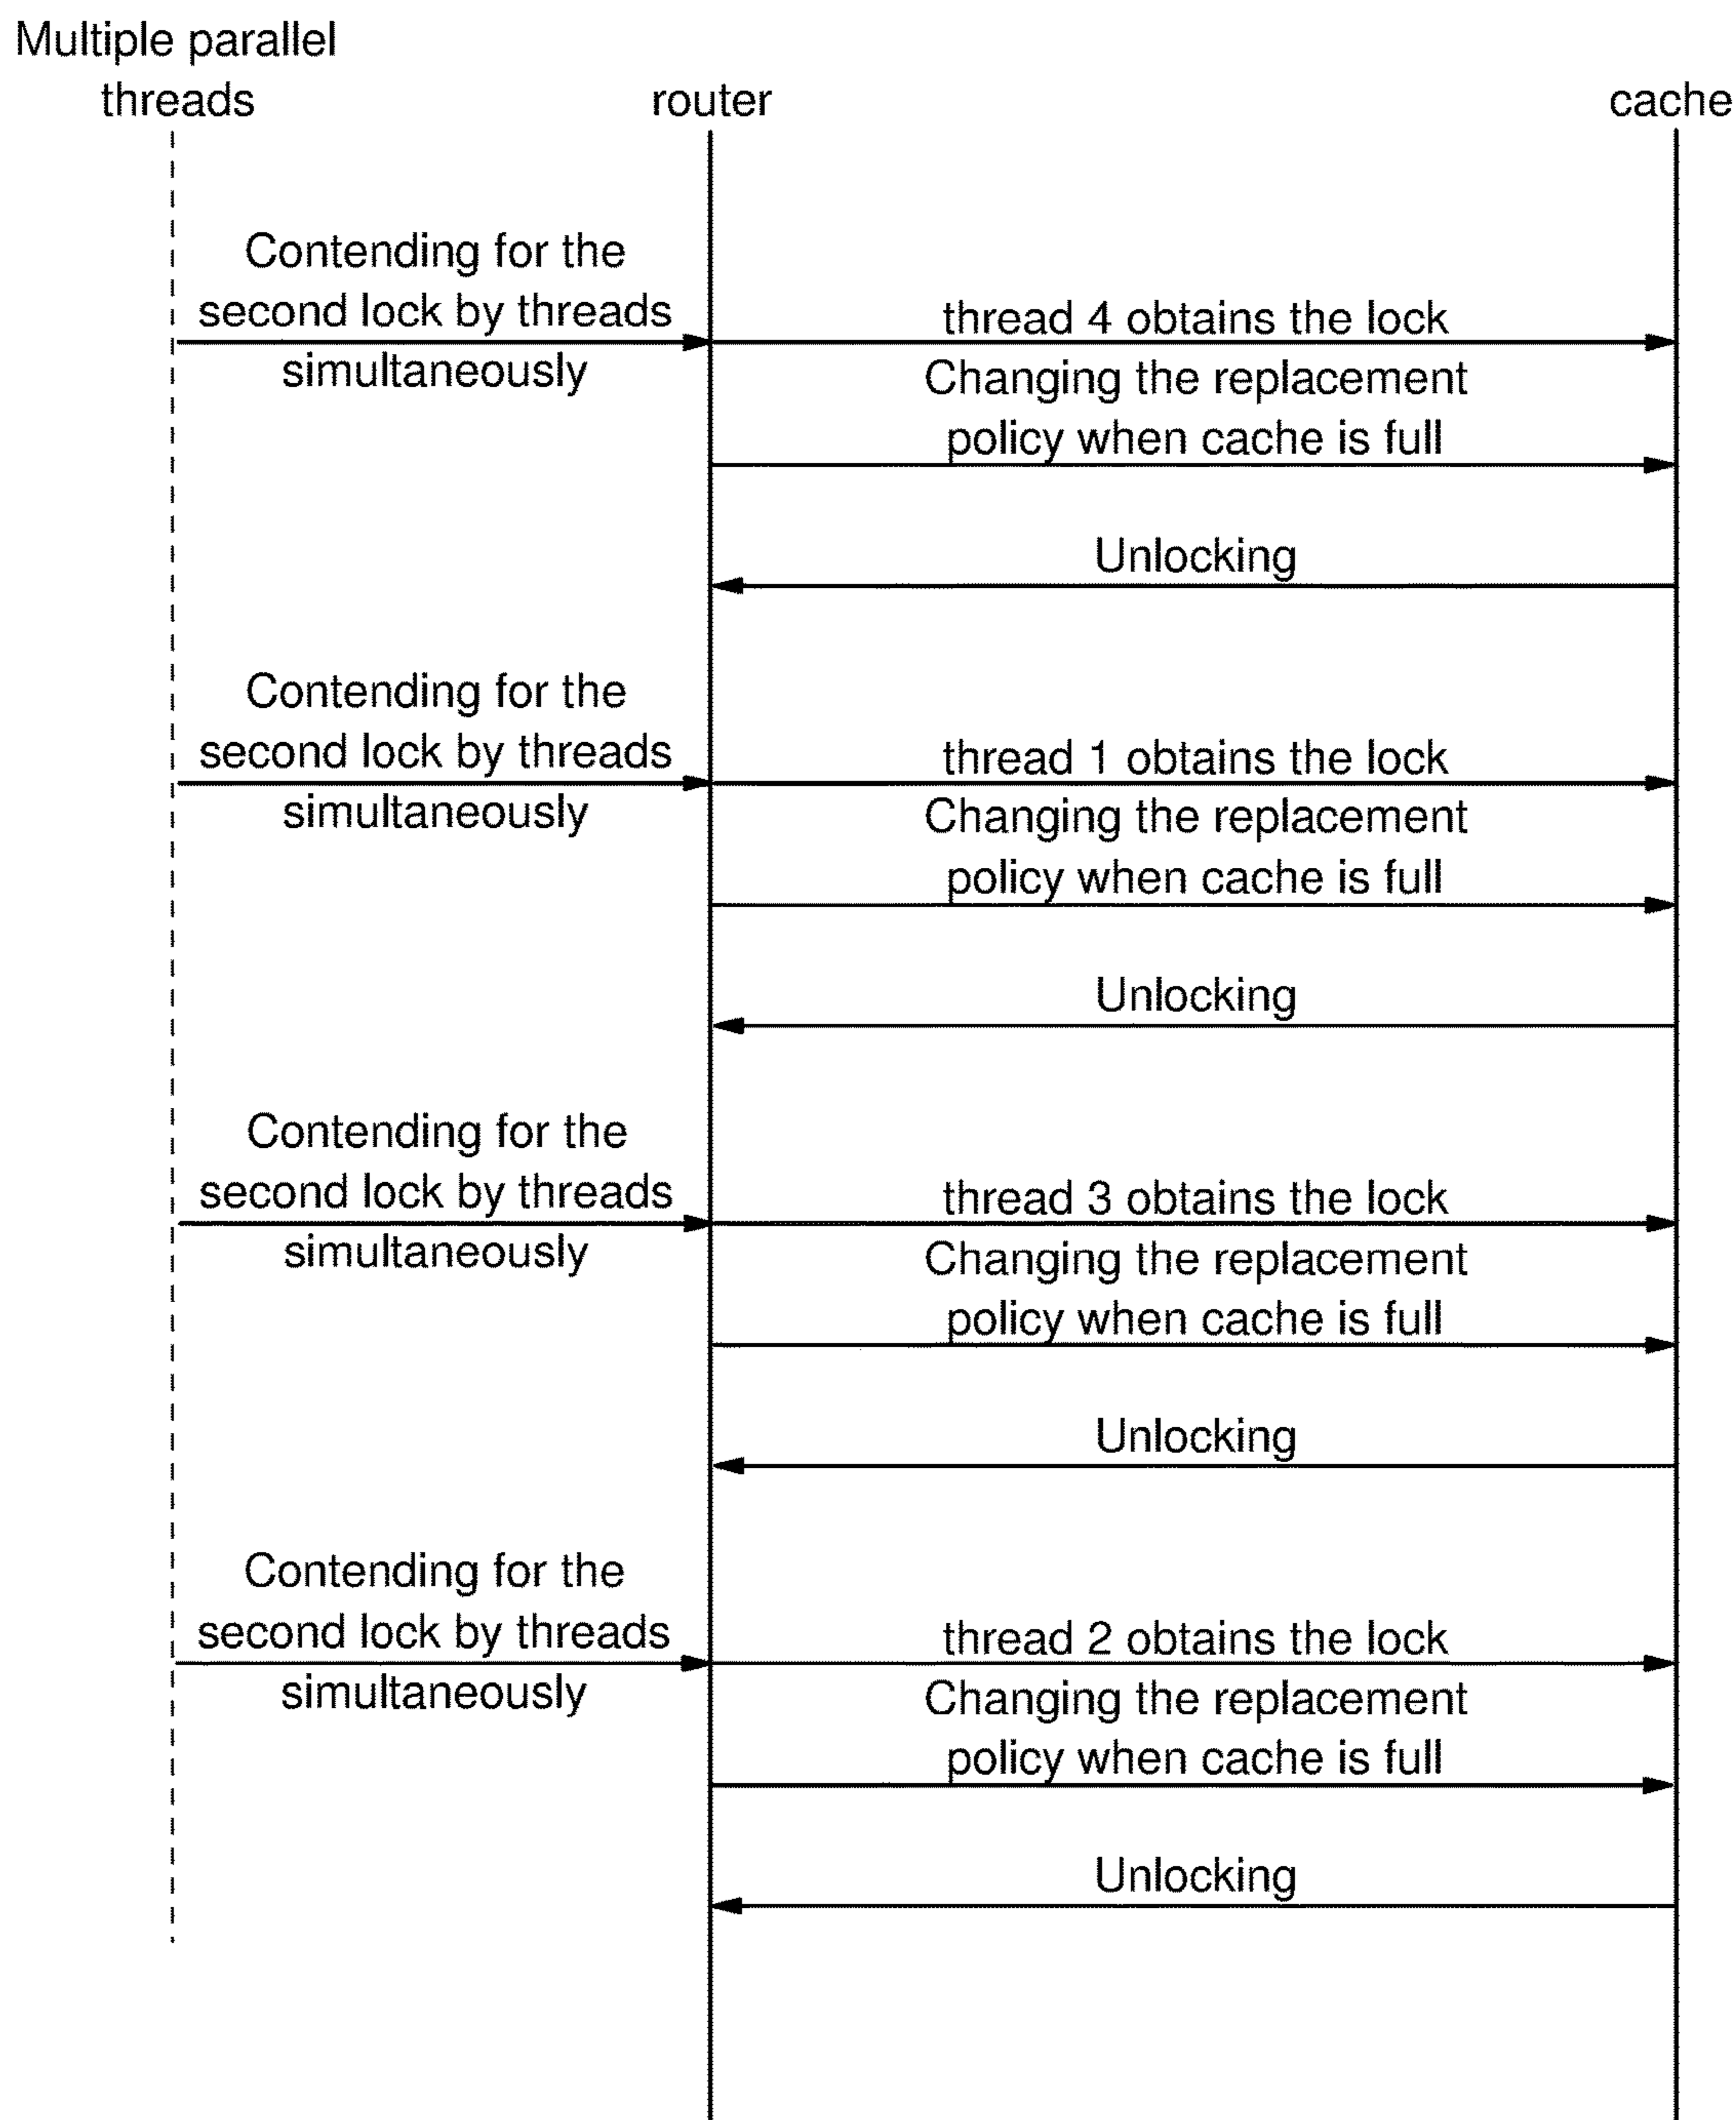 Multiple parallel
threads
router
cache
Contending for the
second lock by threads
simultaneously
thread 4 obtains the lock
Changing the replacement
policy when cache is full
Unlocking
Contending for the
second lock by threads
simultaneously
thread 1 obtains the lock
Changing the replacement
policy when cache is full
Unlocking
Contending for the
second lock by threads
simultaneously
thread 3 obtains the lock
Changing the replacement
policy when cache is full
Unlocking
Contending for the
second lock by threads
simultaneously
thread 2 obtains the lock
Changing the replacement
policy when cache is full
Unlocking